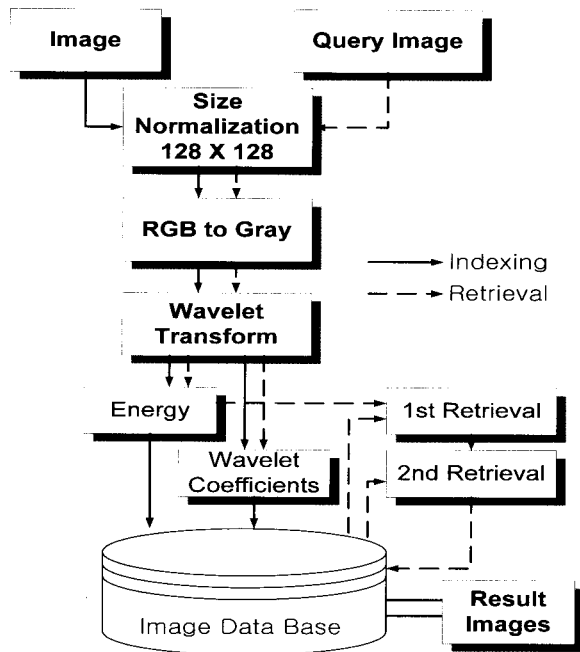 Image
Query Image
Size
Normalization
128 X 128
RGB to Gray
Indexing
Retrieval
Wavelet
Transform
Energy
1st Retrieval
Wavelet
Coefficients
2nd Retrieval
Image Data Base
Result
Images